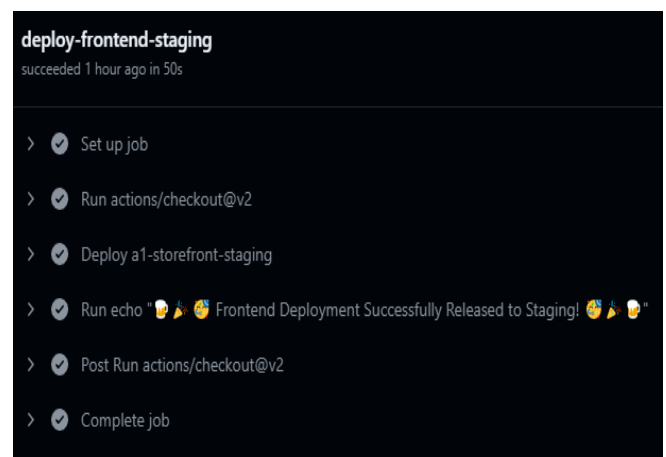 deploy-frontend-staging
succeeded 1 hour ago in 50s
Set up job
Run actions/checkout@v2
Deploy a1-storefront-staging
Run echo "🍺🎉🥳 Frontend Deployment Successfully Released to Staging! 🥳🎉🍺"
Post Run actions/checkout@v2
Complete job